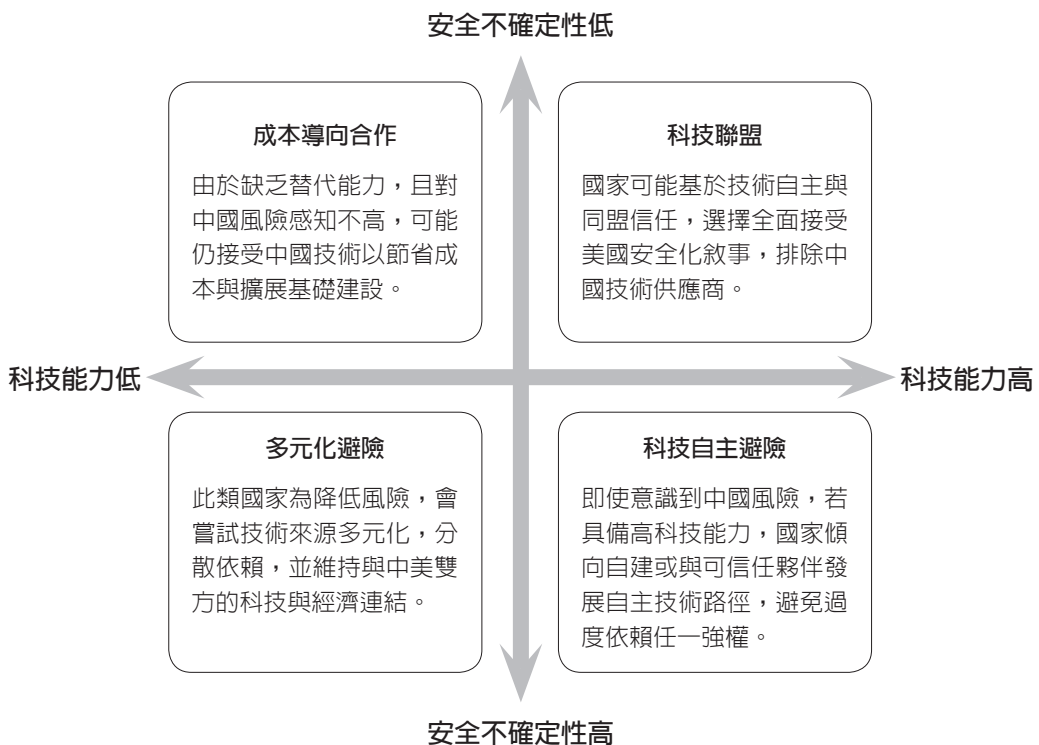 安全不確定性低
成本導向合作
由於缺乏替代能力，且對
中國風險感知不高，可能
仍接受中國技術以節省成
本與擴展基礎建設。
科技聯盟
國家可能基於技術自主與
同盟信任，選擇全面接受
美國安全化敘事，排除中
國技術供應商。
科技能力低
科技能力高
多元化避險
此類國家為降低風險，會
嘗試技術來源多元化，分
散依賴，並維持與中美雙
方的科技與經濟連結。
科技自主避險
即使意識到中國風險，若
具備高科技能力，國家傾
向自建或與可信任夥伴發
展自主技術路徑，避免過
度依賴任一強權。
安全不確定性高